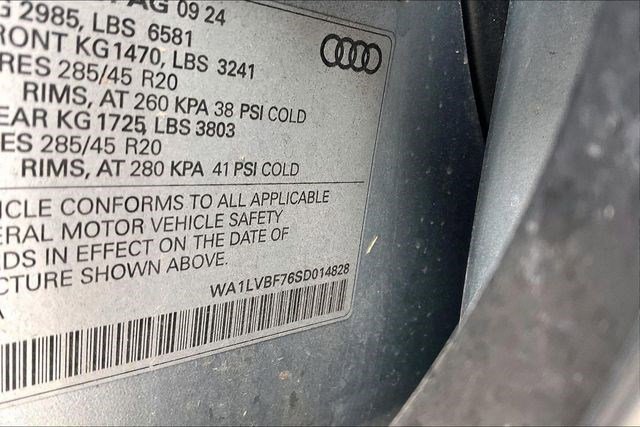 AG 09 24
G 2985, LBS 6581
RONT KG 1470, LBS 3241
RES 285/45 R20
RIMS, AT 260 KPA 38 PSI COLD
EAR KG 1725, LBS 3803
ES 285/45 R20
RIMS, AT 280 KPA 41 PSI COLD
ICLE CONFORMS TO ALL APPLICABLE
ERAL MOTOR VEHICLE SAFETY
DS IN EFFECT ON THE DATE OF
CTURE SHOWN ABOVE.
WA1LVBF76SD014828